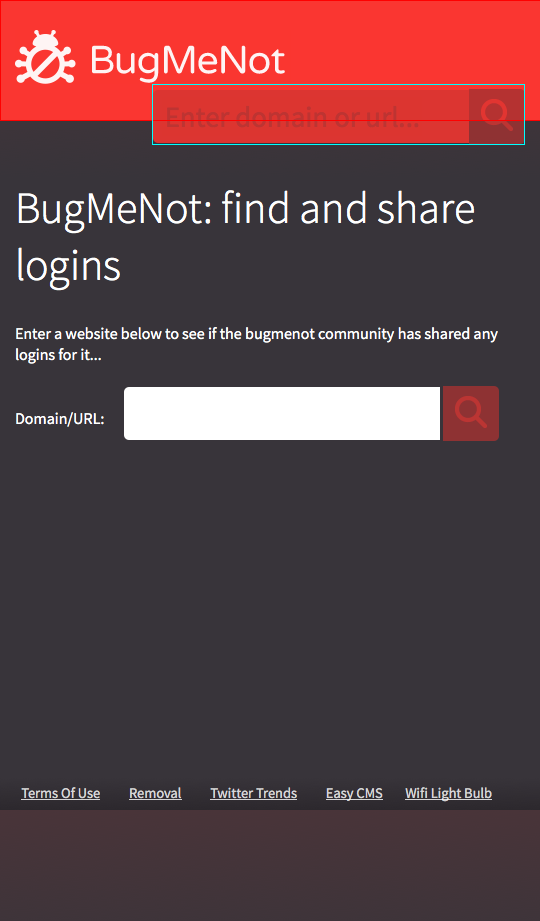 BugMeNot
Enter domain or url...
BugMeNot: find and share
logins
Enter a website below to see if the bugmenot community has shared any
logins for it...
Domain/URL:
Terms Of Use Removal Twitter Trends Easy CMS Wifi Light Bulb